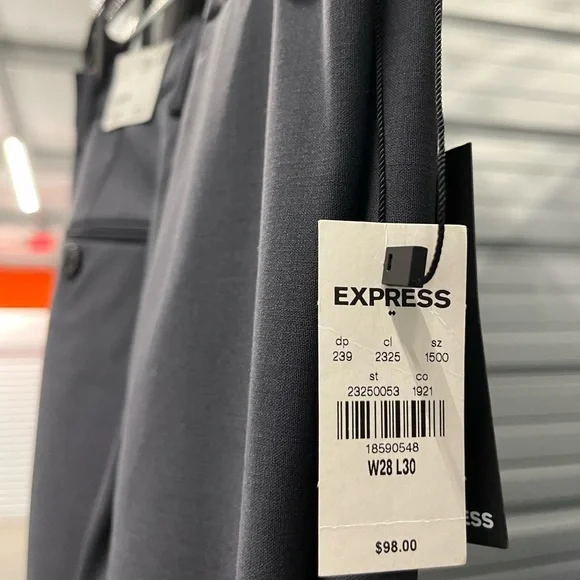 EXPRESS
dp cl sz
239 2325 1500
st co
23250053 1921
18590548
W28 L30
$98.00
ESS